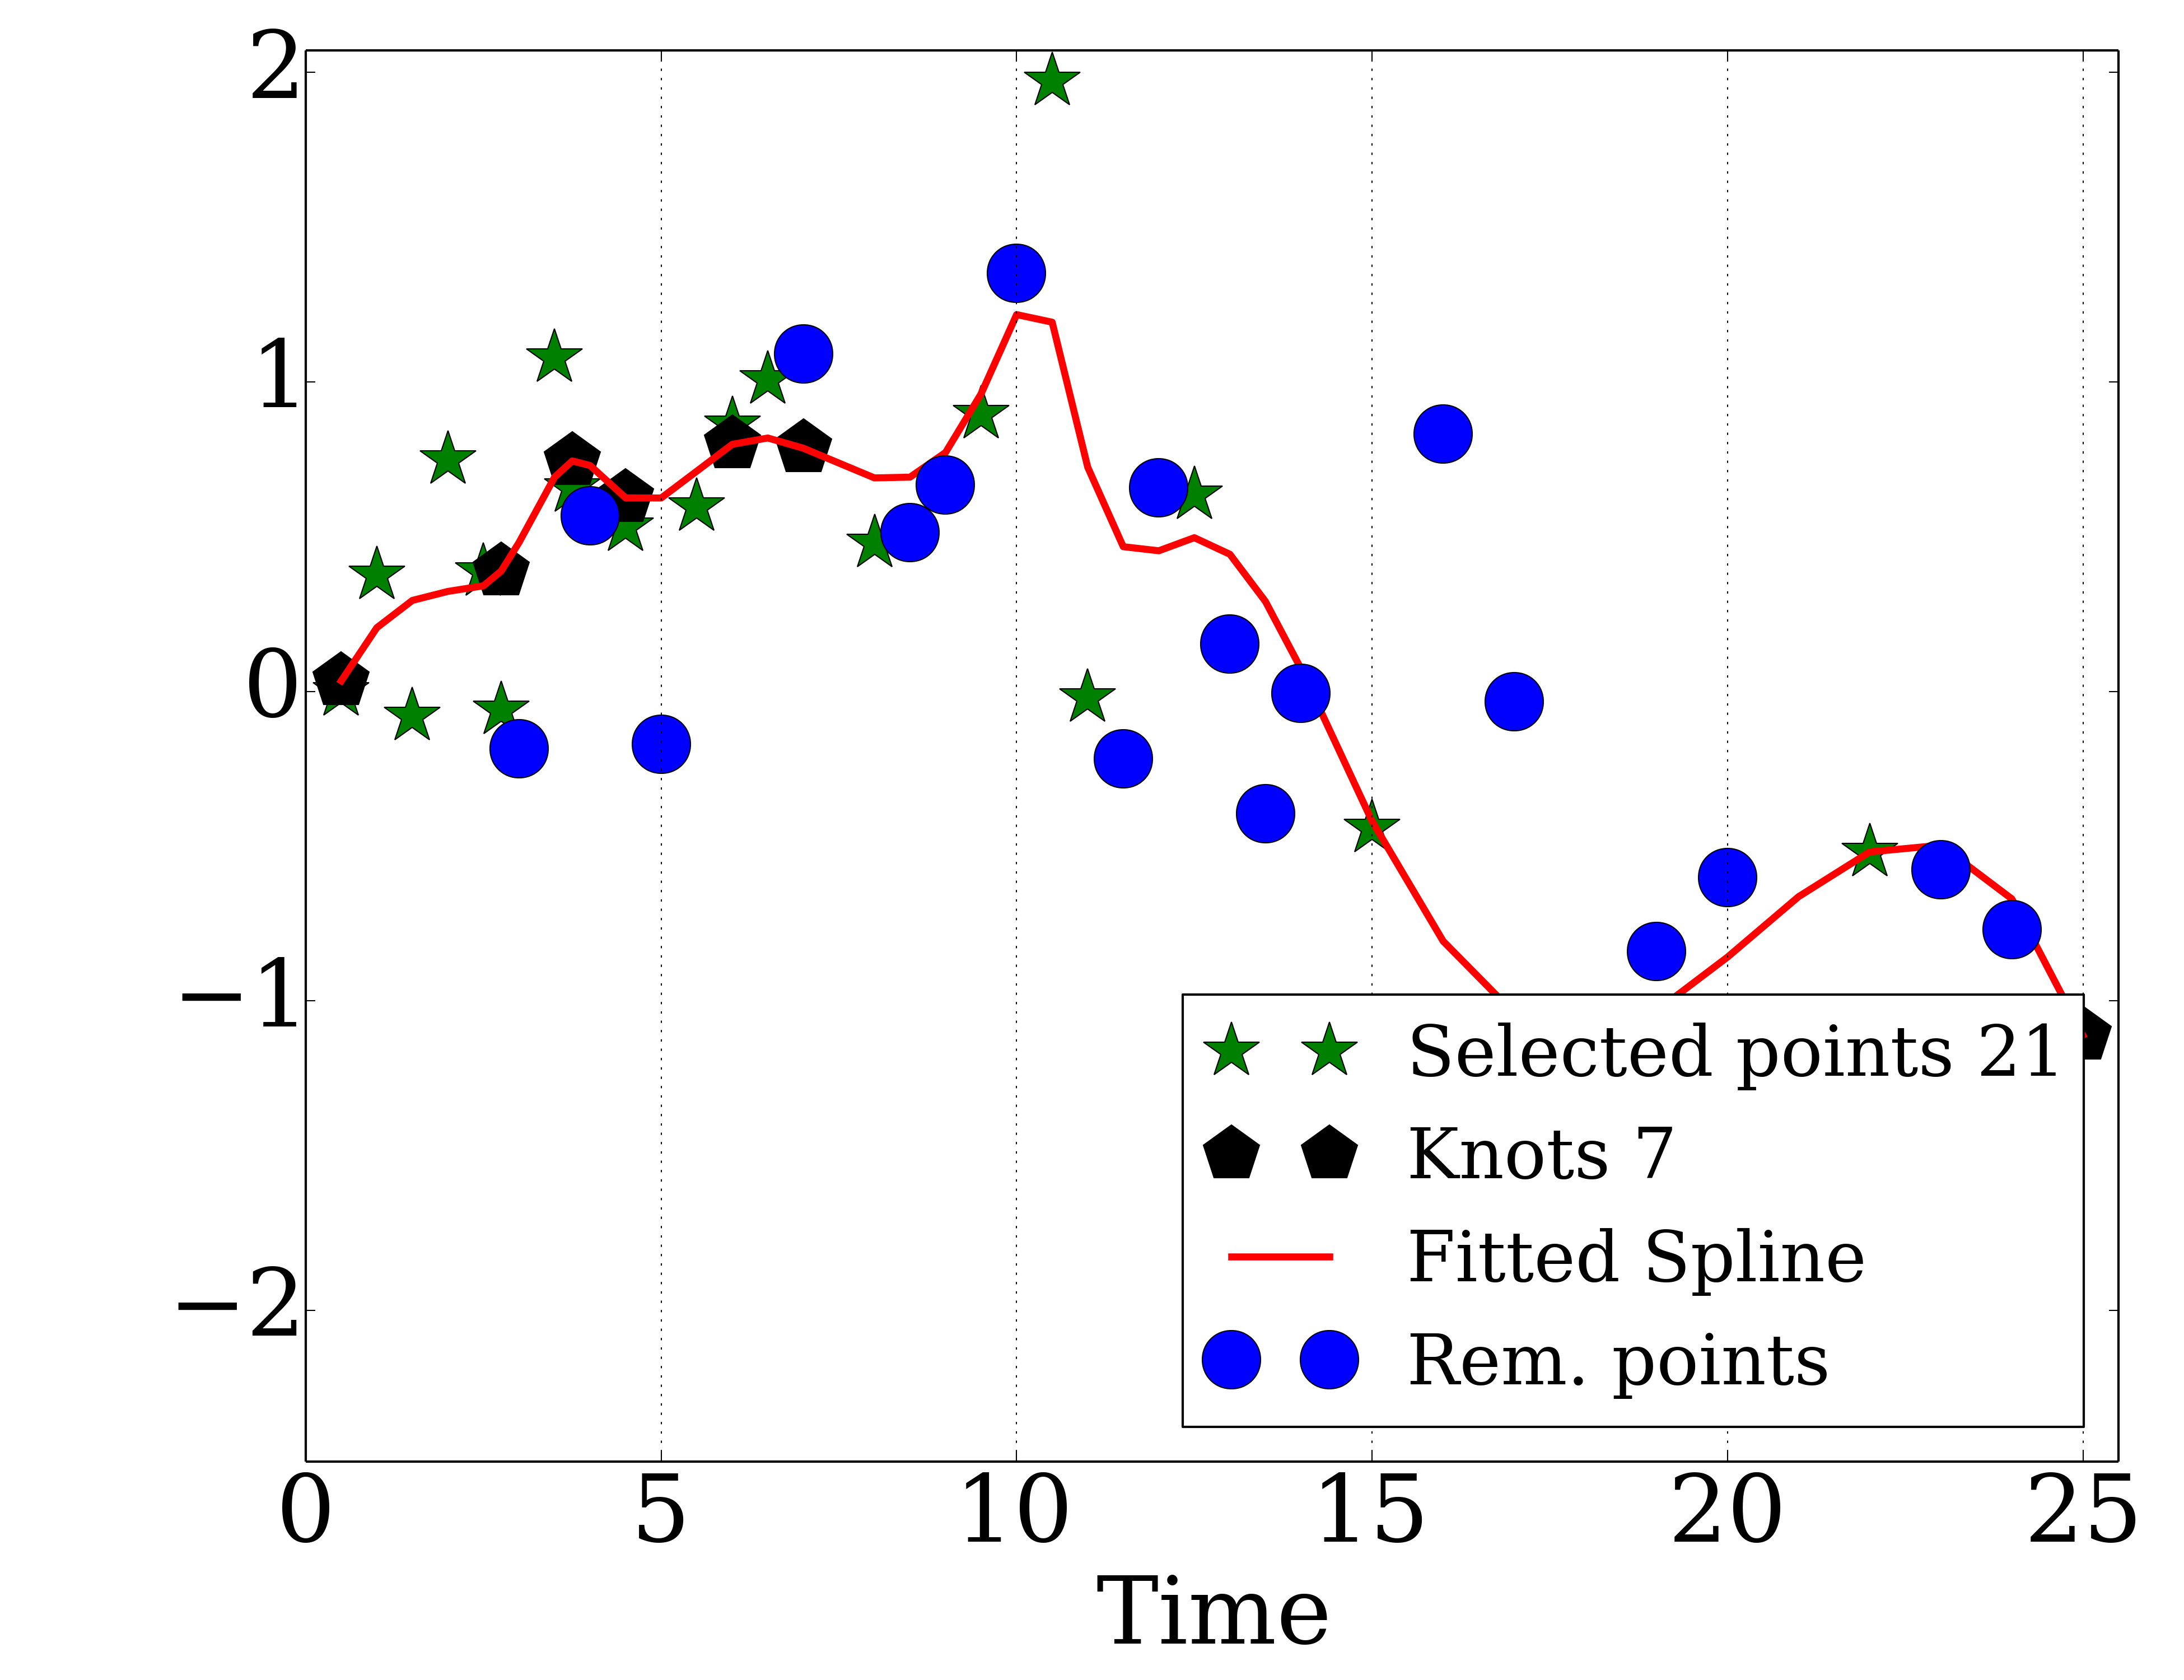 2
1
0
−1
−2
Selected points 21
Knots 7
Fitted Spline
Rem. points
0 5 10 15 20 25
Time